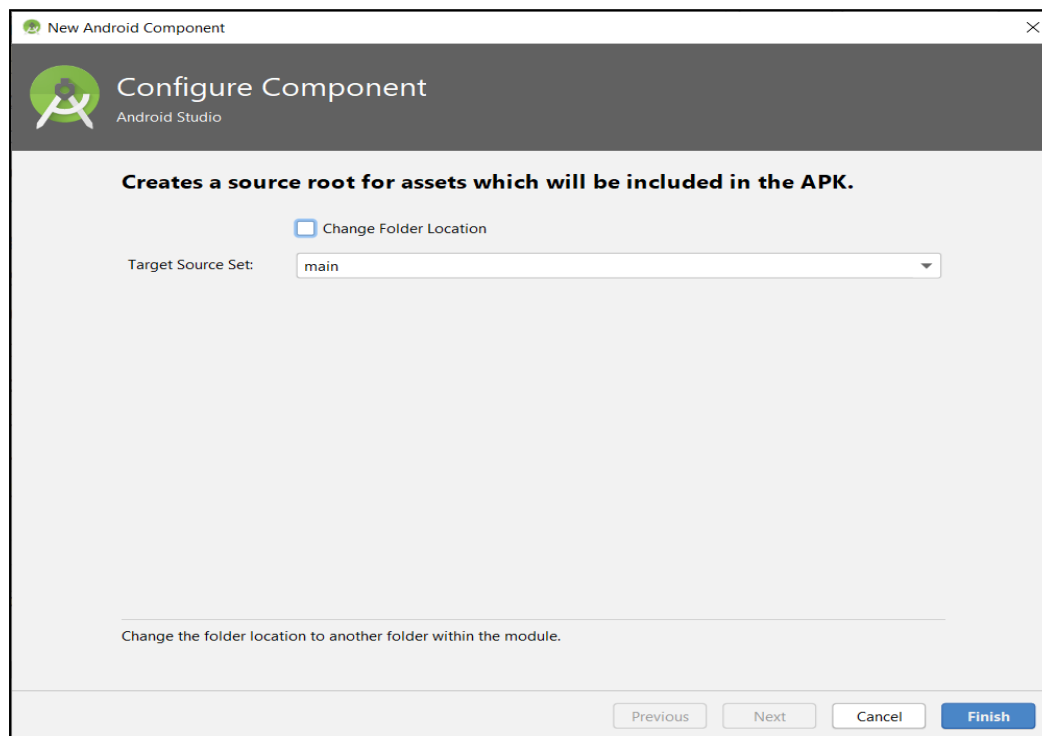 New Android Component
Configure Component
Android Studio
Creates a source root for assets which will be included in the APK.
Change Folder Location
Target Source Set: main
Change the folder location to another folder within the module.
Previous Next Cancel Finish